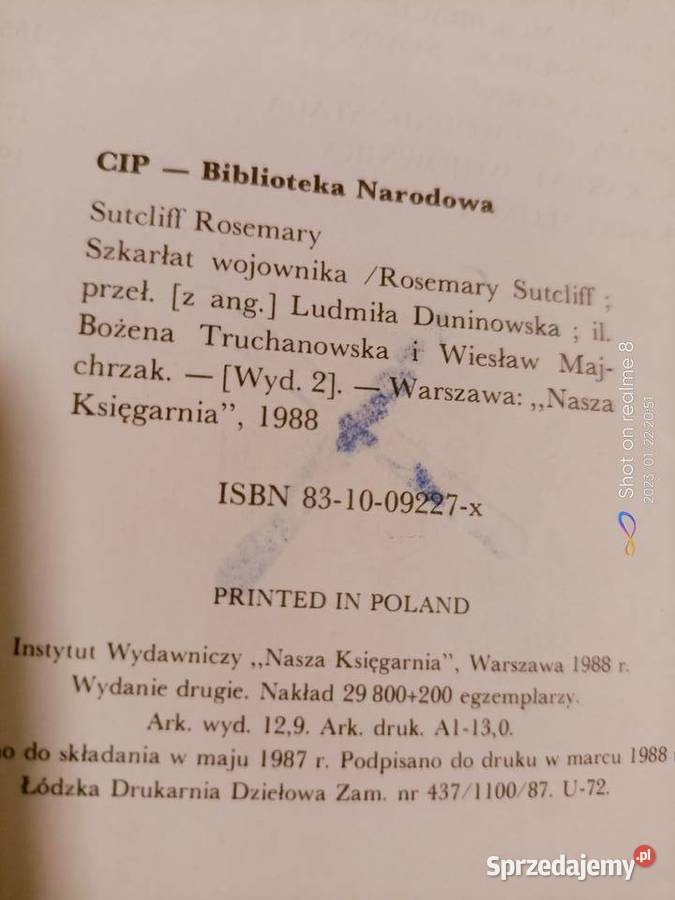 CIP — Biblioteka Narodowa
Sutcliff Rosemary
Szkarłat wojownika /Rosemary Sutcliff ;
przeł. [z ang.] Ludmiła Duninowska ; il.
Bożena Truchanowska i Wiesław Maj-
chrzak. — [Wyd. 2]. — Warszawa: ,,Nasza
Księgarnia”, 1988
ISBN 83-10-09227-x
PRINTED IN POLAND
Instytut Wydawniczy ,,Nasza Księgarnia”, Warszawa 1988 r.
Wydanie drugie. Nakład 29 800+200 egzemplarzy.
Ark. wyd. 12,9. Ark. druk. A1-13,0.
do składania w maju 1987 r. Podpisano do druku w marcu 1988
Łódzka Drukarnia Dziełowa Zam. nr 437/1100/87. U-72.
Shot on realme 8
2023 01 22 20:51
Sprzedajemy.pl